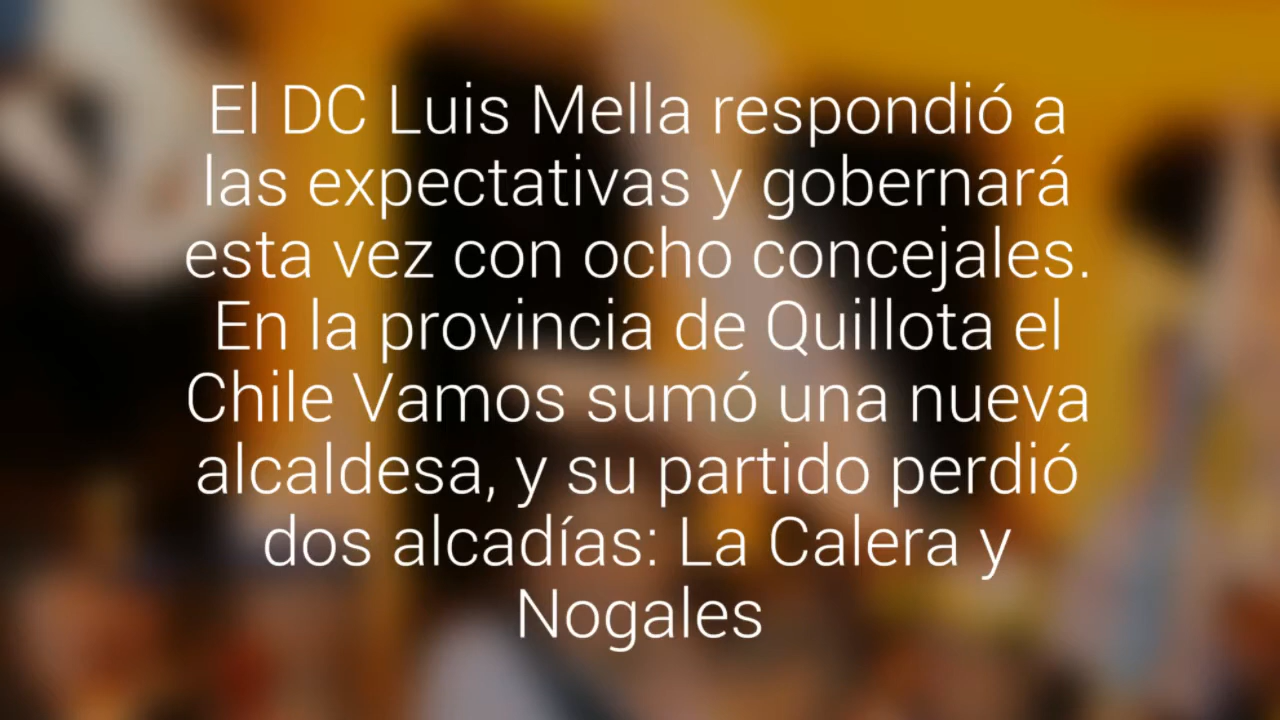 El DC Luis Mella respondió a
las expectativas y gobernará
esta vez con ocho concejales.
En la provincia de Quillota el
Chile Vamos sumó una nueva
alcaldesa, y su partido perdió
dos alcadías: La Calera y
Nogales